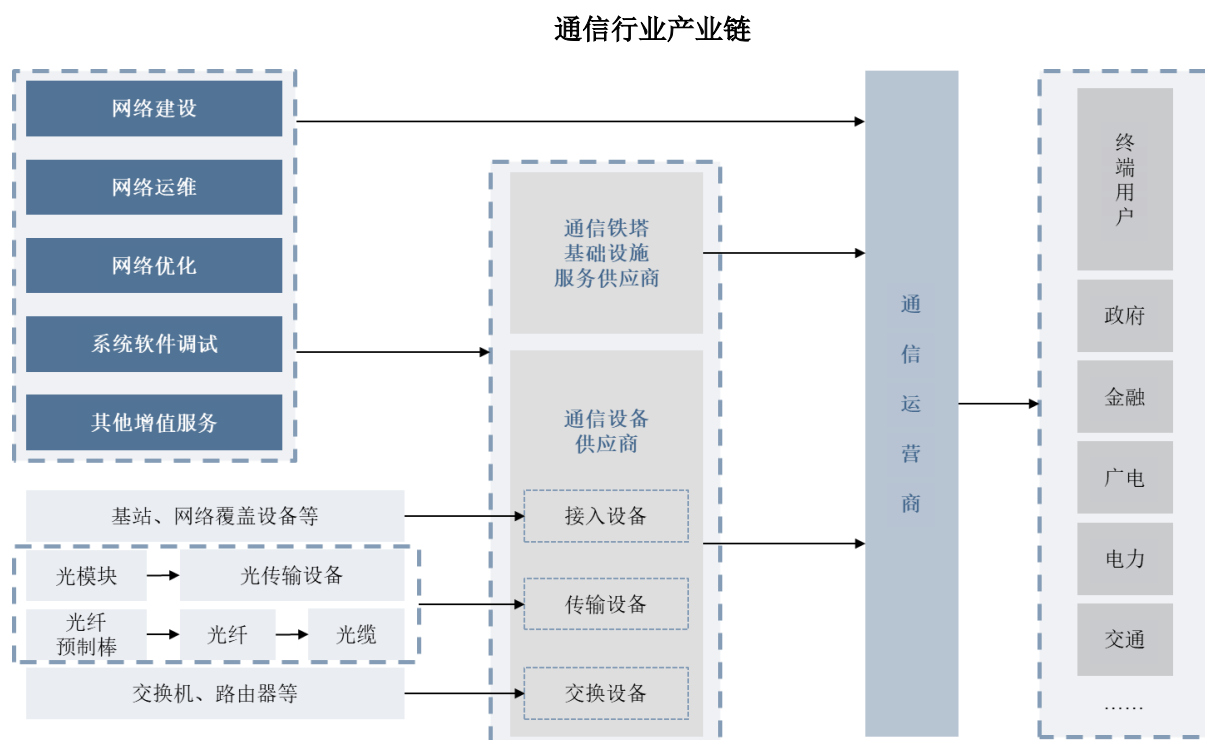 通信行业产业链
网络建设
网络运维
网络优化
系统软件调试
其他增值服务
基站、网络覆盖设备等
光模块
光传输设备
光纤
预制棒
光纤
光缆
交换机、路由器等
通信铁塔
基础设施
服务供应商
通信设备
供应商
接入设备
传输设备
交换设备
通
信
运
营
商
终
端
用
户
政府
金融
广电
电力
交通
……